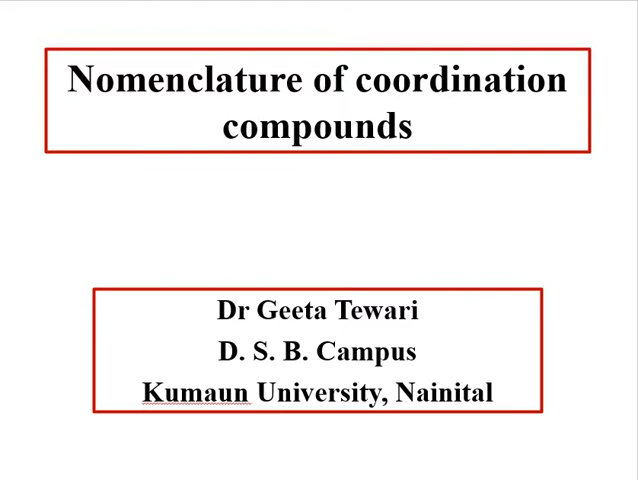 Nomenclature of coordination
compounds
Dr Geeta Tewari
D. S. B. Campus
Kumaun University, Nainital